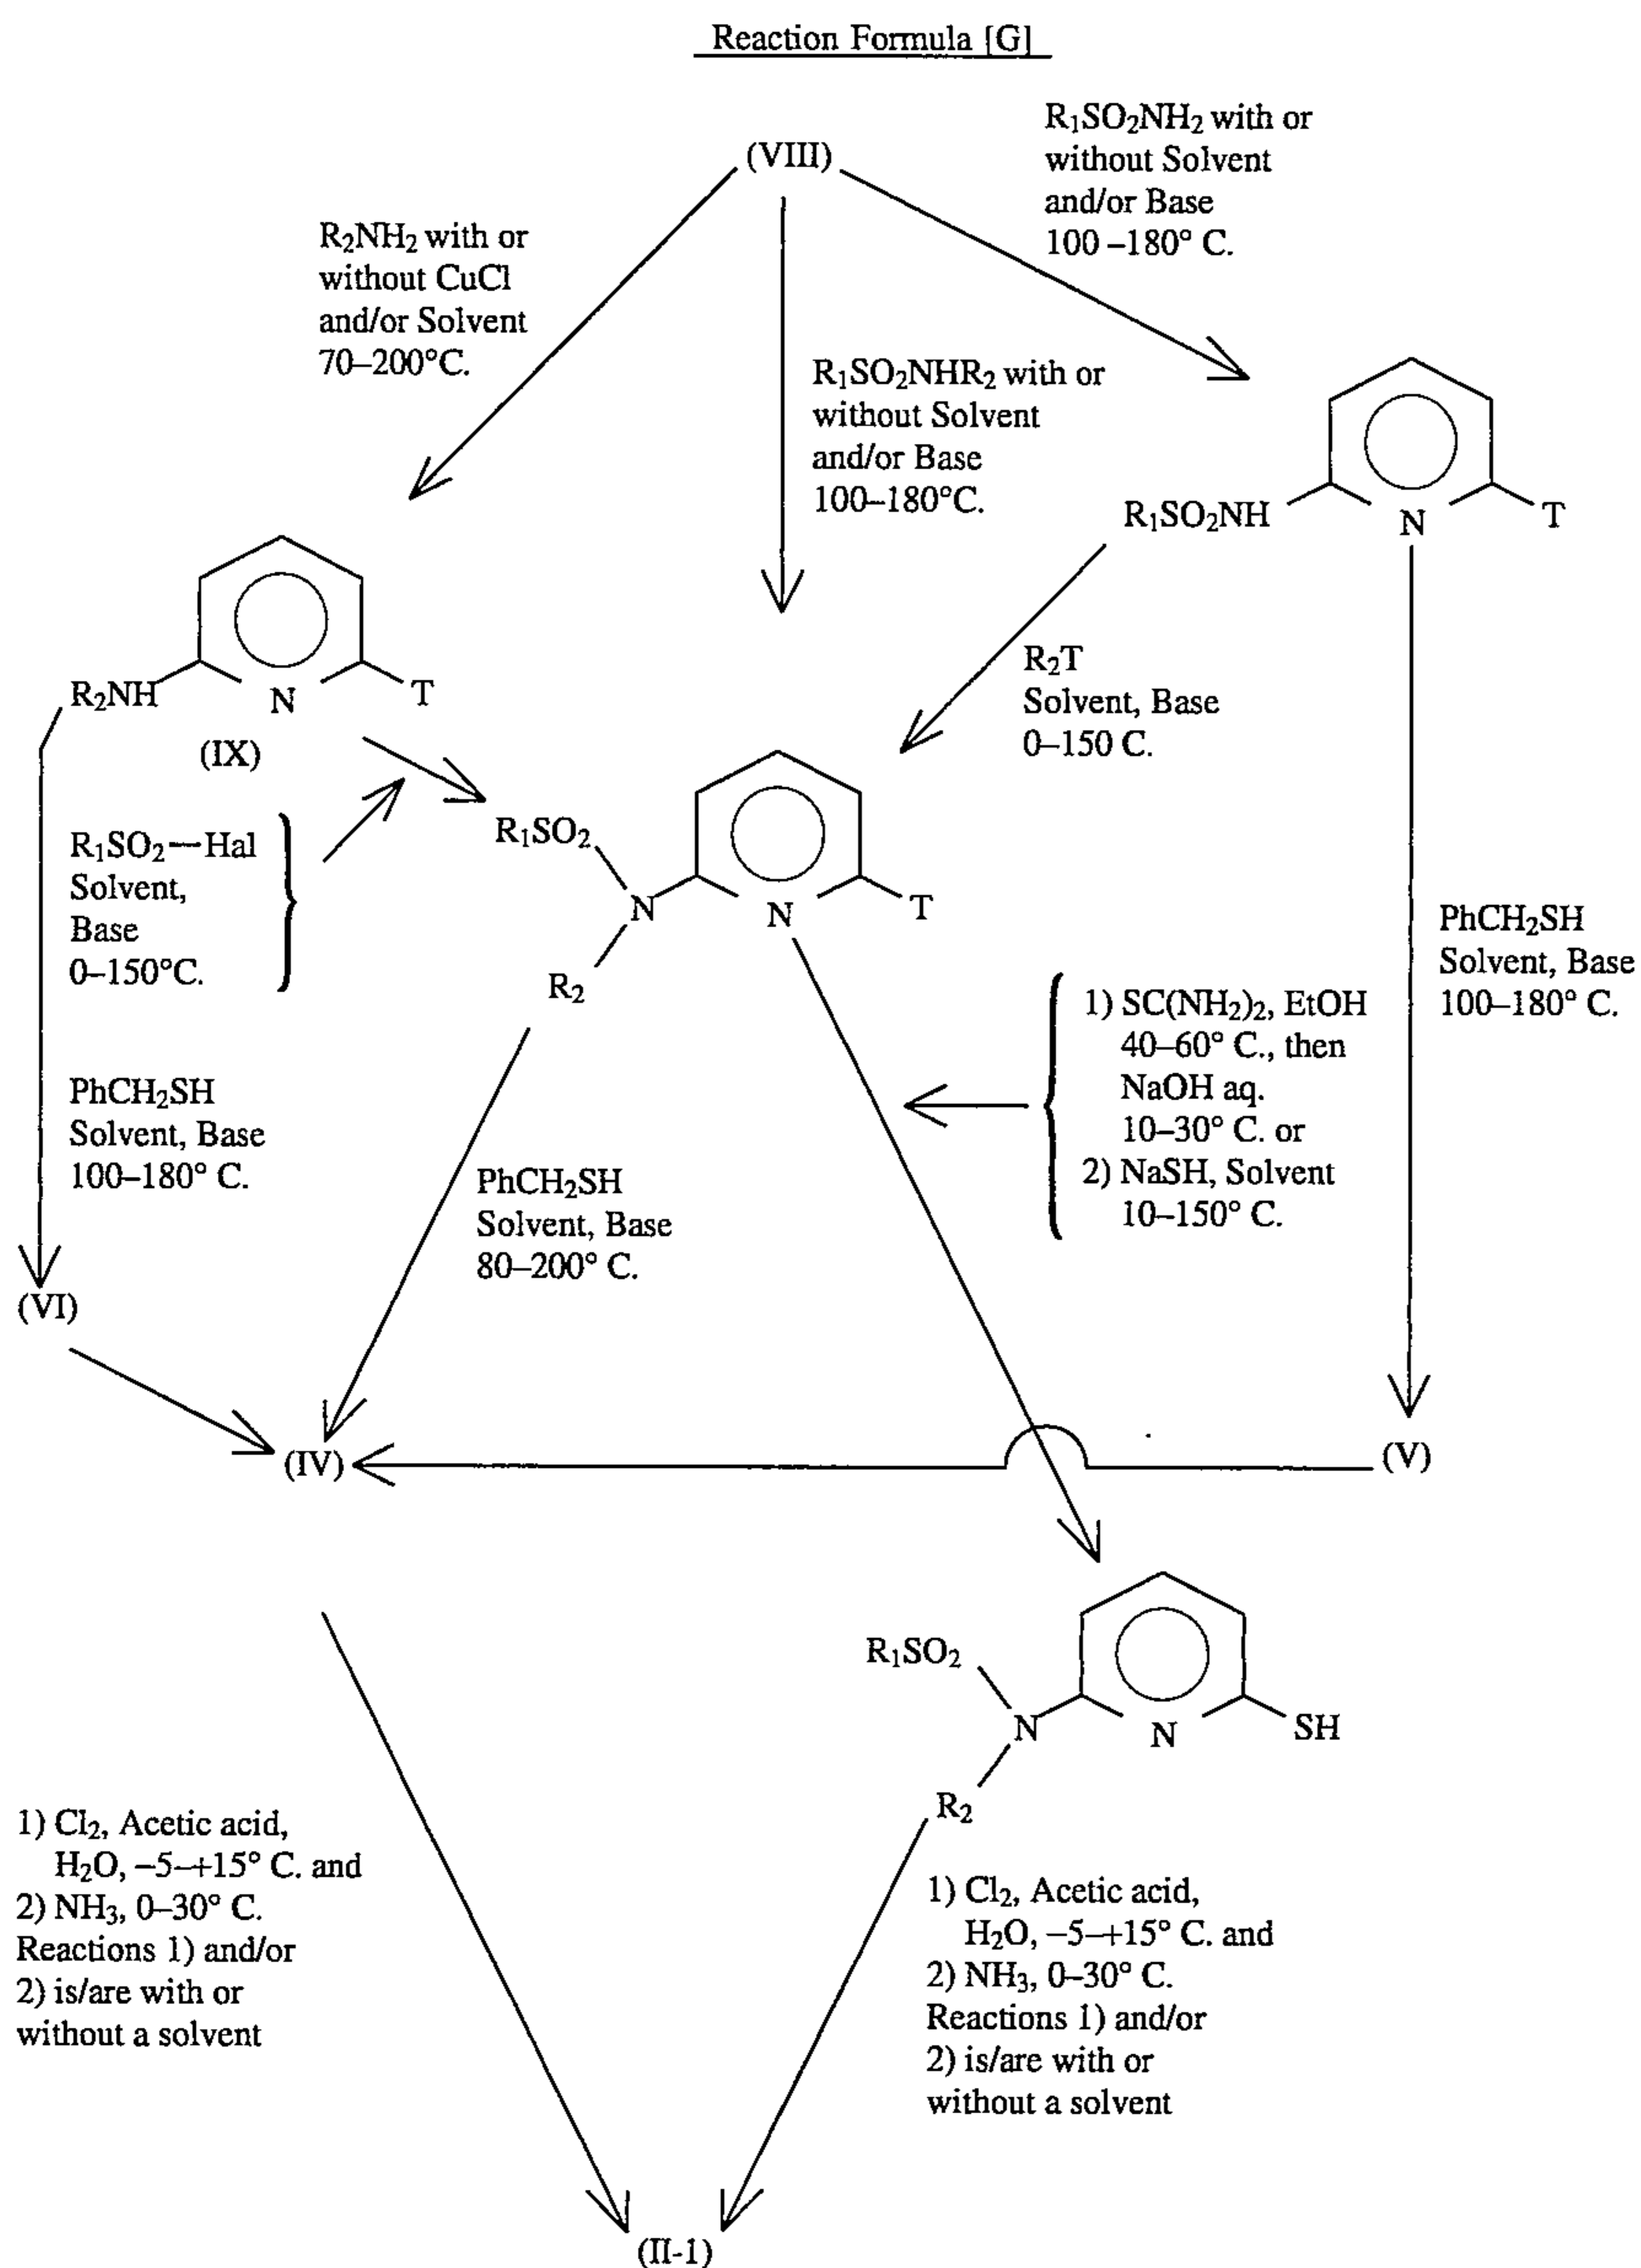 Reaction Formula [G]
(VIII)
R₁SO₂NH₂ with or
without Solvent
and/or Base
100 –180° C.
R₂NH₂ with or
without CuCl
and/or Solvent
70–200°C.
R₁SO₂NHR₂ with or
without Solvent
and/or Base
100–180°C.
R₁SO₂NH
N
T
R₂NH
N
T
(IX)
R₂T
Solvent, Base
0–150 C.
R₁SO₂—Hal
Solvent,
Base
0–150°C.
R₁SO₂
N
N
T
R₂
PhCH₂SH
Solvent, Base
100–180° C.
1) SC(NH₂)₂, EtOH
40–60° C., then
NaOH aq.
10–30° C. or
2) NaSH, Solvent
10–150° C.
PhCH₂SH
Solvent, Base
100–180° C.
PhCH₂SH
Solvent, Base
80–200° C.
(VI)
(IV)
(V)
R₁SO₂
N
N
SH
R₂
1) Cl₂, Acetic acid,
H₂O, –5–+15° C. and
2) NH₃, 0–30° C.
Reactions 1) and/or
2) is/are with or
without a solvent
1) Cl₂, Acetic acid,
H₂O, –5–+15° C. and
2) NH₃, 0–30° C.
Reactions 1) and/or
2) is/are with or
without a solvent
(II-1)